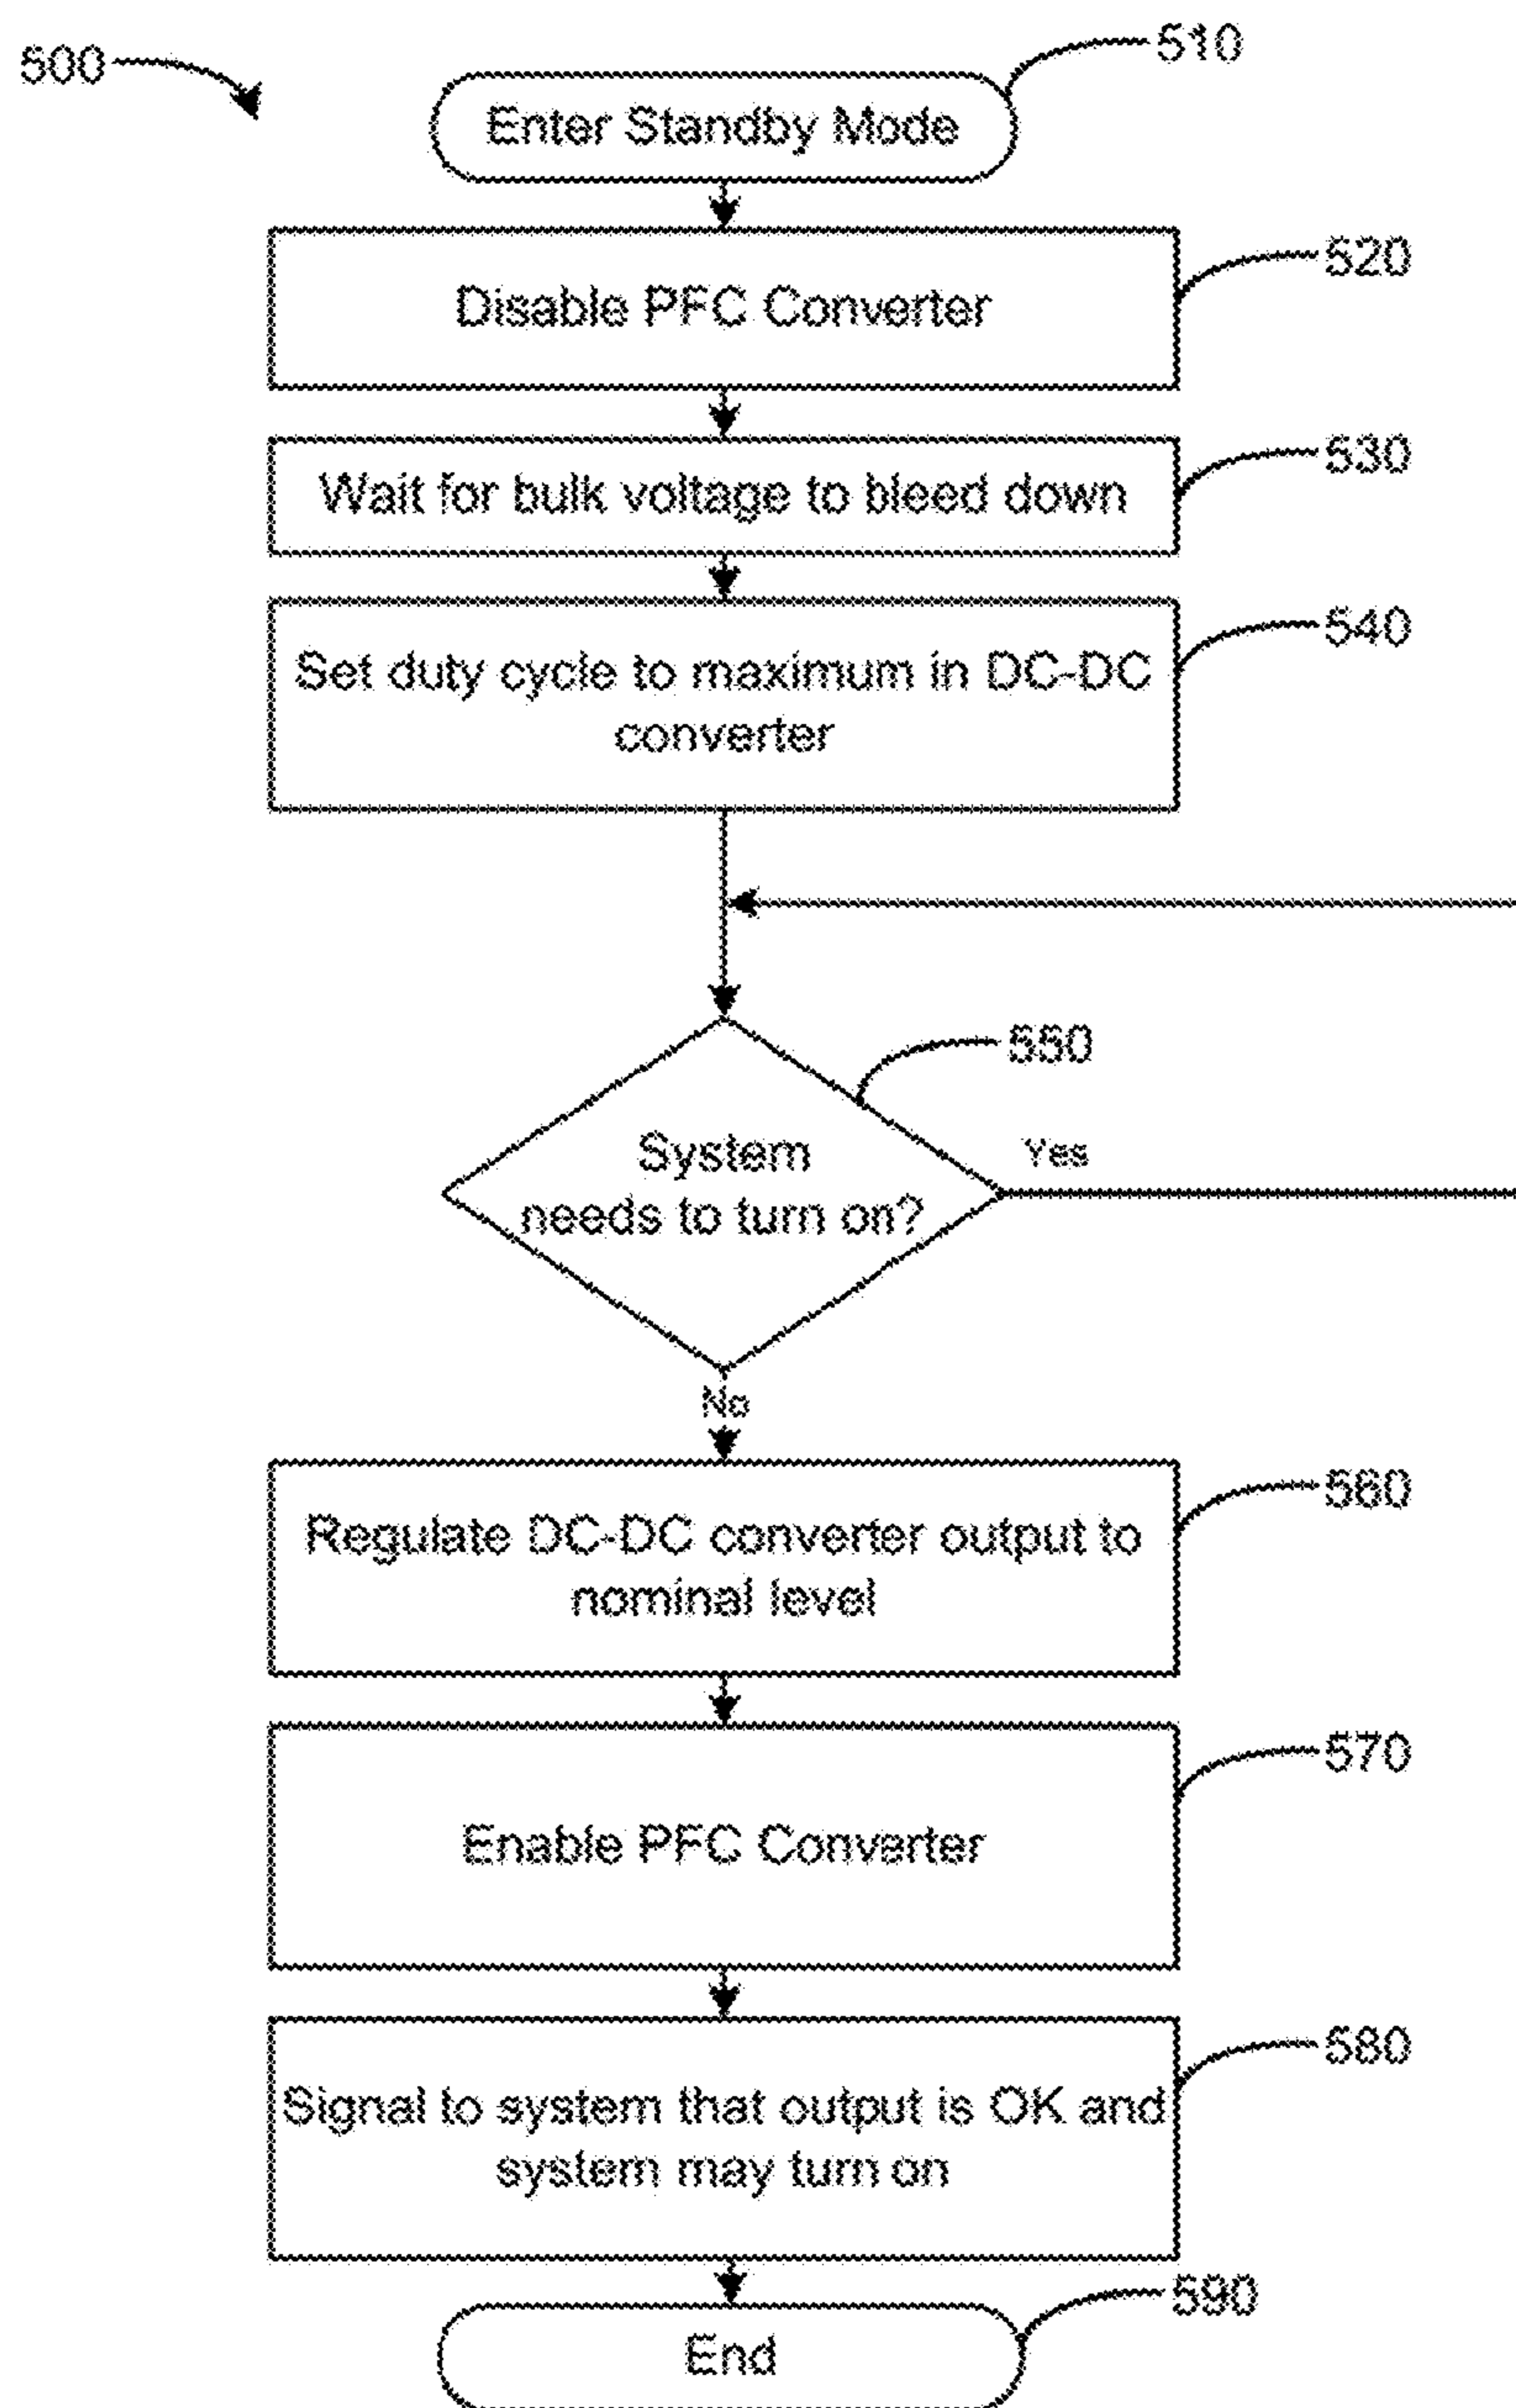 500
510
Enter Standby Mode
520
Disable PFC Converter
530
Wait for bulk voltage to bleed down
540
Set duty cycle to maximum in DC-DC
converter
550
System
needs to turn on?
Yes
No
560
Regulate DC-DC converter output to
nominal level
570
Enable PFC Converter
580
Signal to system that output is OK and
system may turn on
590
End